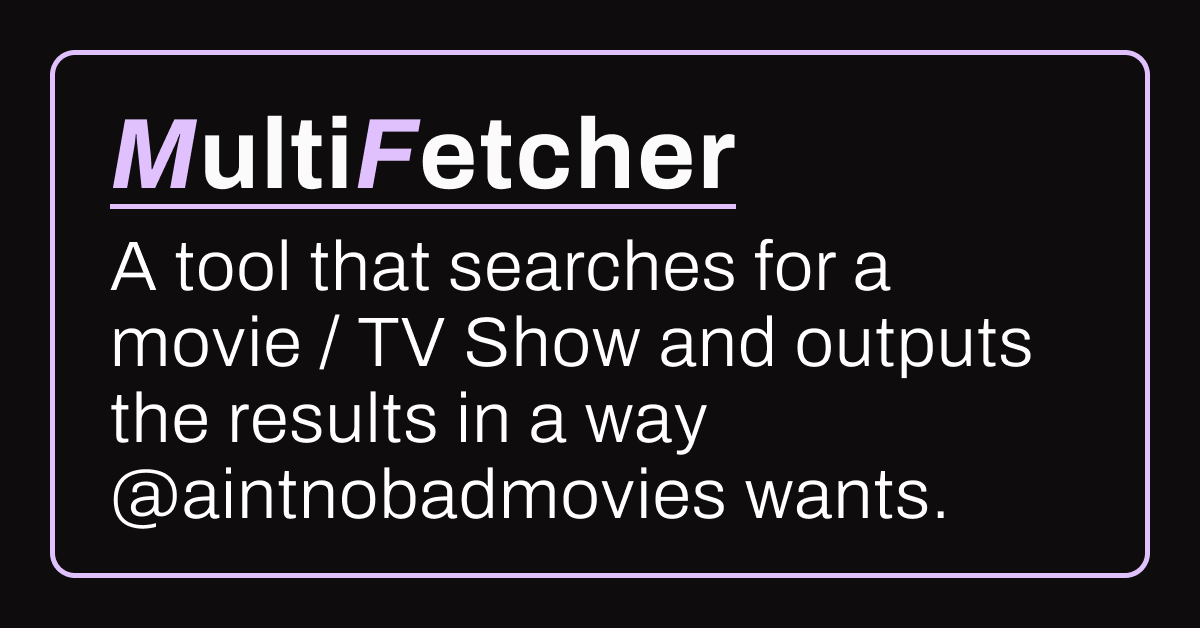 MultiFetcher
A tool that searches for a
movie / TV Show and outputs
the results in a way
@aintnobadmovies wants.